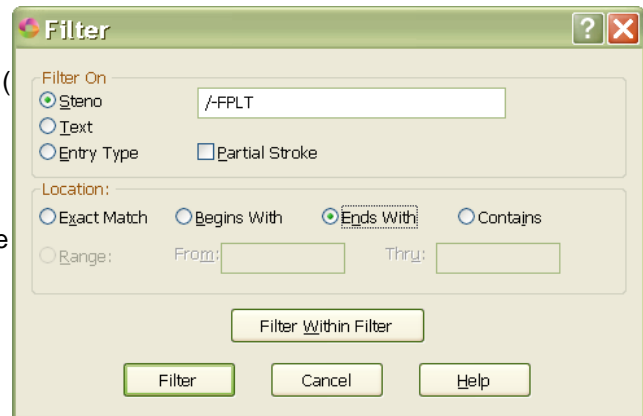 Filter
?
X
(
Filter On
Steno /-FPLT
Text
Entry Type Partial Stroke
Location:
e
Exact Match Begins With Ends With Contains
Range: From: Thru:
Filter Within Filter
Filter Cancel Help